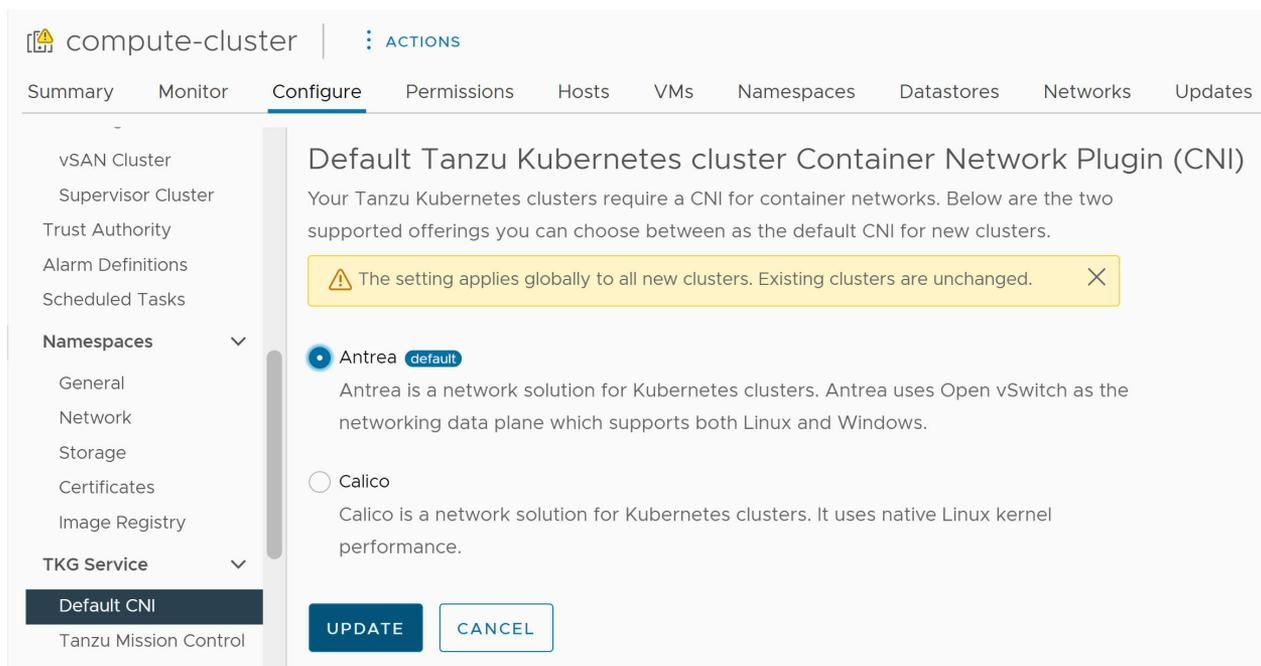 compute-cluster
ACTIONS
Summary
Monitor
Configure
Permissions
Hosts
VMs
Namespaces
Datastores
Networks
Updates
vSAN Cluster
Supervisor Cluster
Trust Authority
Alarm Definitions
Scheduled Tasks
Namespaces
General
Network
Storage
Certificates
Image Registry
TKG Service
Default CNI
Tanzu Mission Control
Default Tanzu Kubernetes cluster Container Network Plugin (CNI)
Your Tanzu Kubernetes clusters require a CNI for container networks. Below are the two
supported offerings you can choose between as the default CNI for new clusters.
The setting applies globally to all new clusters. Existing clusters are unchanged.
Antrea default
Antrea is a network solution for Kubernetes clusters. Antrea uses Open vSwitch as the
networking data plane which supports both Linux and Windows.
Calico
Calico is a network solution for Kubernetes clusters. It uses native Linux kernel
performance.
UPDATE
CANCEL